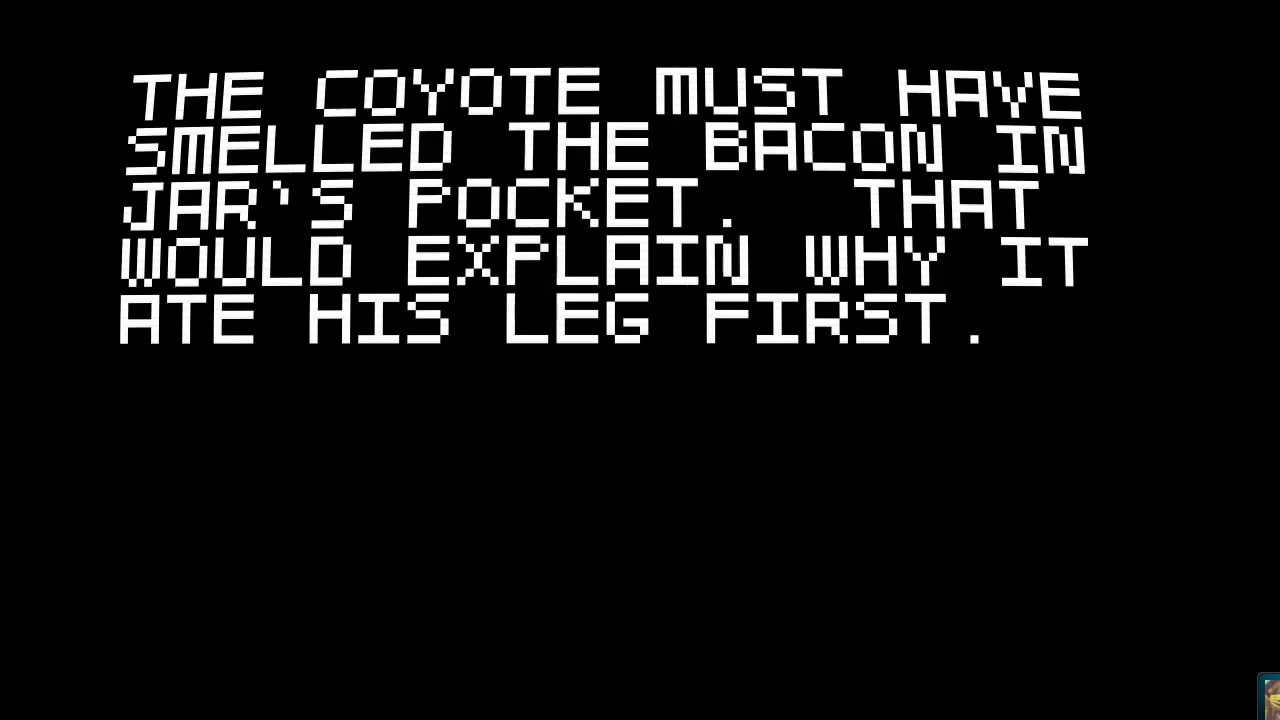 THE COYOTE MUST HAVE
SMELLED THE BACON IN
JAR'S POCKET.  THAT
WOULD EXPLAIN WHY IT
ATE HIS LEG FIRST.